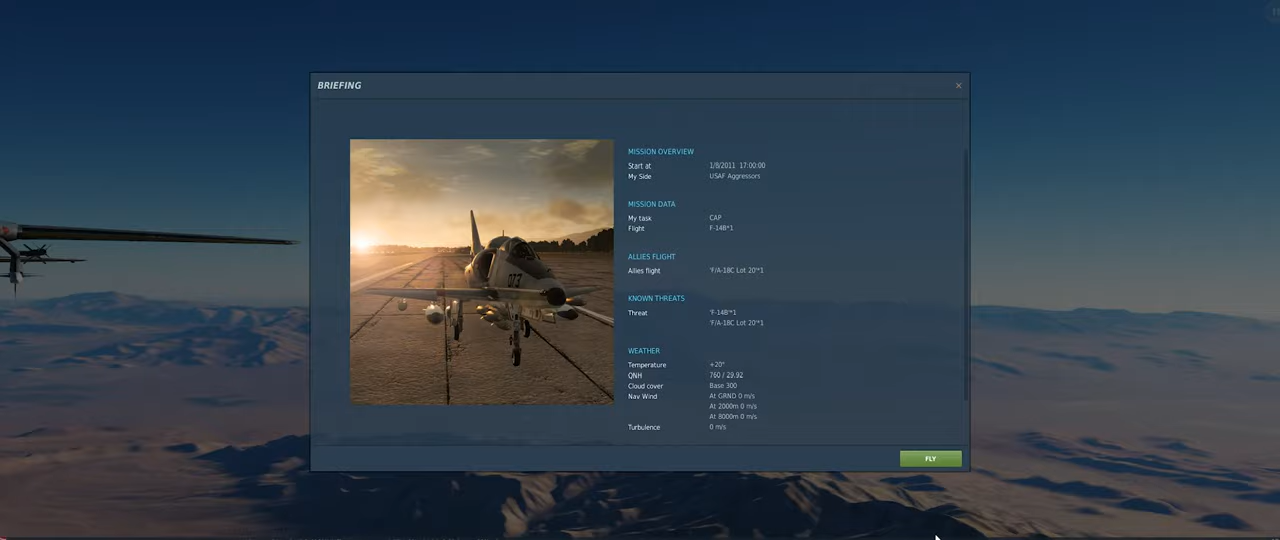 BRIEFING
MISSION OVERVIEW
Start at 1/8/2011 17:00:00
My Side USAF Aggressors
MISSION DATA
My task CAP
Flight F-14B*1
ALLIES FLIGHT
Allies flight 'F/A-18C Lot 20'*1
KNOWN THREATS
Threat 'F-14B'*1
'F/A-18C Lot 20'*1
WEATHER
Temperature +20°
QNH 760 / 29.92
Cloud cover Base 300
Nav Wind At GRND 0 m/s
At 2000m 0 m/s
At 8000m 0 m/s
Turbulence 0 m/s
FLY